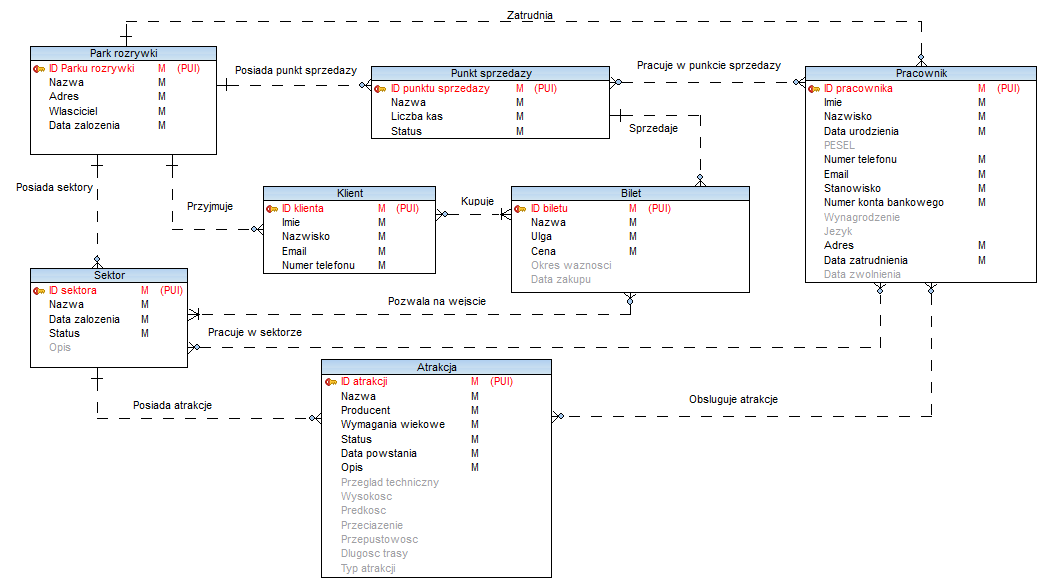 Zatrudnia
Park rozrywki
ID Parku rozrywki M (PUI)
Nazwa M
Adres M
Wlasciciel M
Data zalozenia M
Posiada punkt sprzedazy
Punkt sprzedazy
ID punktu sprzedazy M (PUI)
Nazwa M
Liczba kas M
Status M
Pracuje w punkcie sprzedazy
Pracownik
ID pracownika M (PUI)
Imie M
Nazwisko M
Data urodzenia M
PESEL
Numer telefonu M
Email M
Stanowisko M
Numer konta bankowego M
Wynagrodzenie
Jezyk
Adres M
Data zatrudnienia M
Data zwolnienia
Sprzedaje
Posiada sektory
Przyjmuje
Klient
ID klienta M (PUI)
Imie M
Nazwisko M
Email M
Numer telefonu M
Kupuje
Bilet
ID biletu M (PUI)
Nazwa M
Ulga M
Cena M
Okres waznosci
Data zakupu
Sektor
ID sektora M (PUI)
Nazwa M
Data zalozenia M
Status M
Opis
Pozwala na wejscie
Pracuje w sektorze
Atrakcja
ID atrakcji M (PUI)
Nazwa M
Producent M
Wymagania wiekowe M
Status M
Data powstania M
Opis M
Przeglad techniczny
Wysokosc
Predkosc
Przeciazenie
Przepustowosc
Dlugosc trasy
Typ atrakcji
Posiada atrakcje
Obsluguje atrakcje